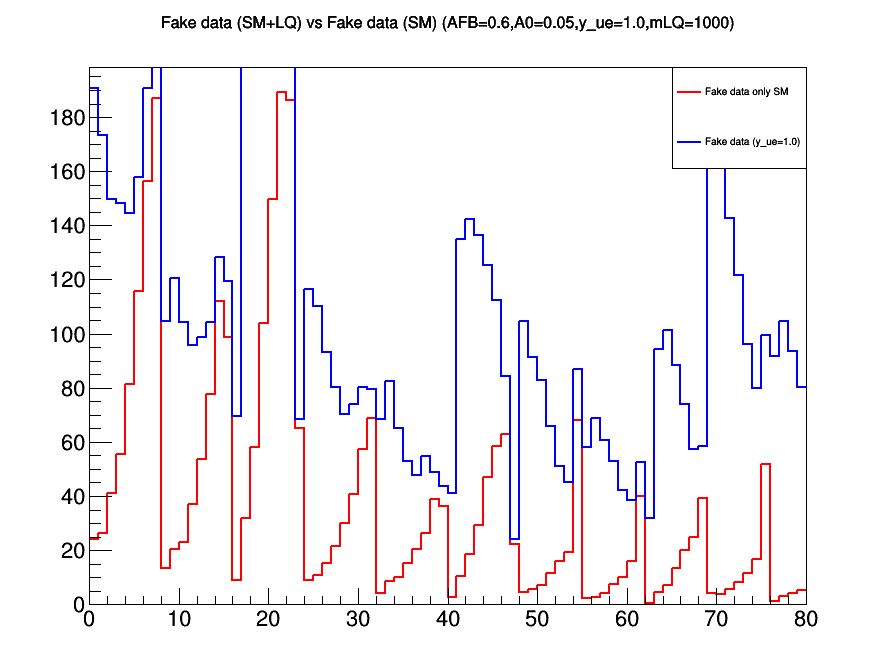 Fake data (SM+LQ) vs Fake data (SM) (AFB=0.6,A0=0.05,y_ue=1.0,mLQ=1000)
Fake data only SM
Fake data (y_ue=1.0)
180
160
140
120
100
80
60
40
20
0
0 10 20 30 40 50 60 70 80